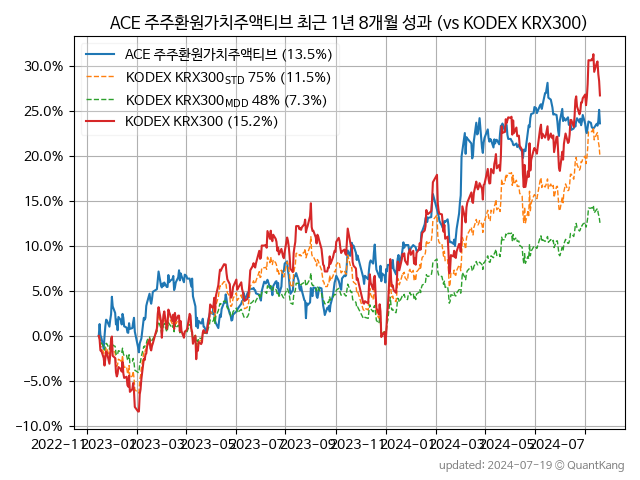 ACE 주주환원가치주액티브 최근 1년 8개월 성과 (vs KODEX KRX300)
ACE 주주환원가치주액티브 (13.5%)
KODEX KRX300STD 75% (11.5%)
KODEX KRX300MDD 48% (7.3%)
KODEX KRX300 (15.2%)
30.0%
25.0%
20.0%
15.0%
10.0%
5.0%
0.0%
−5.0%
−10.0%
2022-11 2023-01 2023-03 2023-05 2023-07 2023-09 2023-11 2024-01 2024-03 2024-05 2024-07
updated: 2024-07-19 © QuantKang